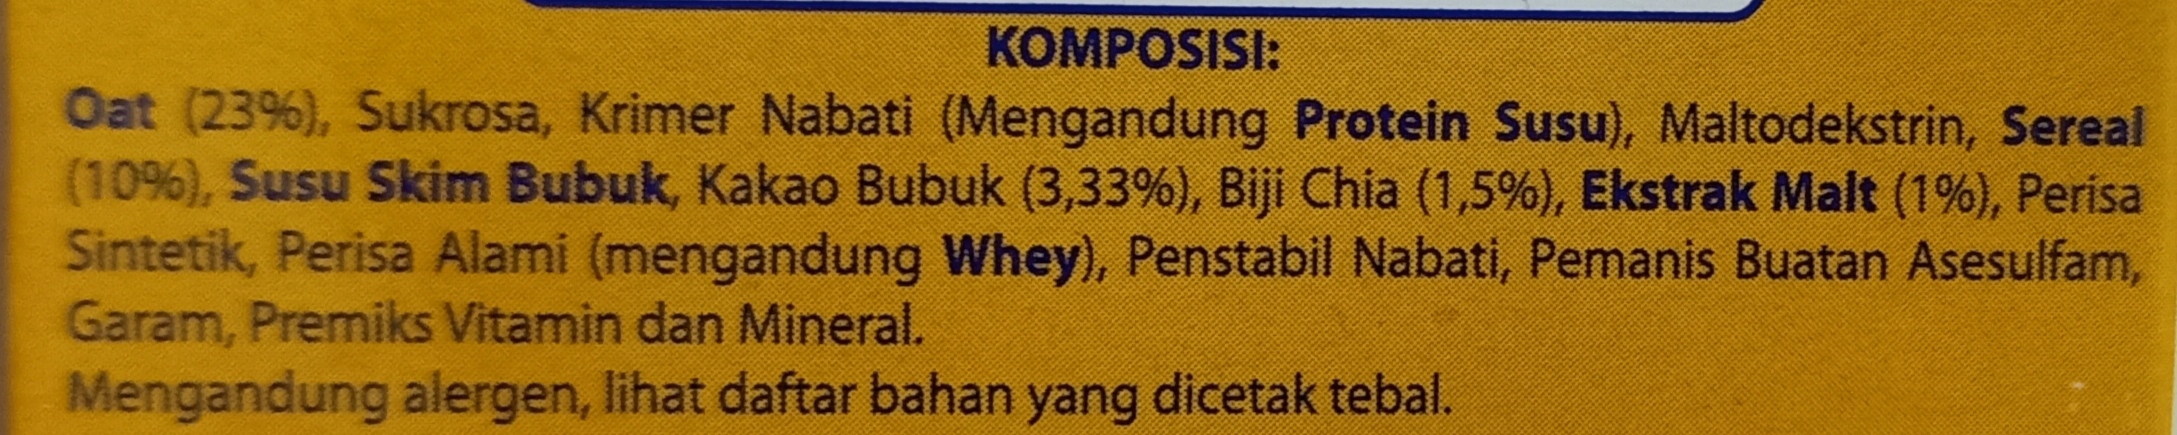 KOMPOSISI:
Oat (23%), Sukrosa, Krimer Nabati (Mengandung Protein Susu), Maltodekstrin, Sereal
(10%), Susu Skim Bubuk, Kakao Bubuk (3,33%), Biji Chia (1,5%), Ekstrak Malt (1%), Perisa
Sintetik, Perisa Alami (mengandung Whey), Penstabil Nabati, Pemanis Buatan Asesulfam,
Garam, Premiks Vitamin dan Mineral.
Mengandung alergen, lihat daftar bahan yang dicetak tebal.